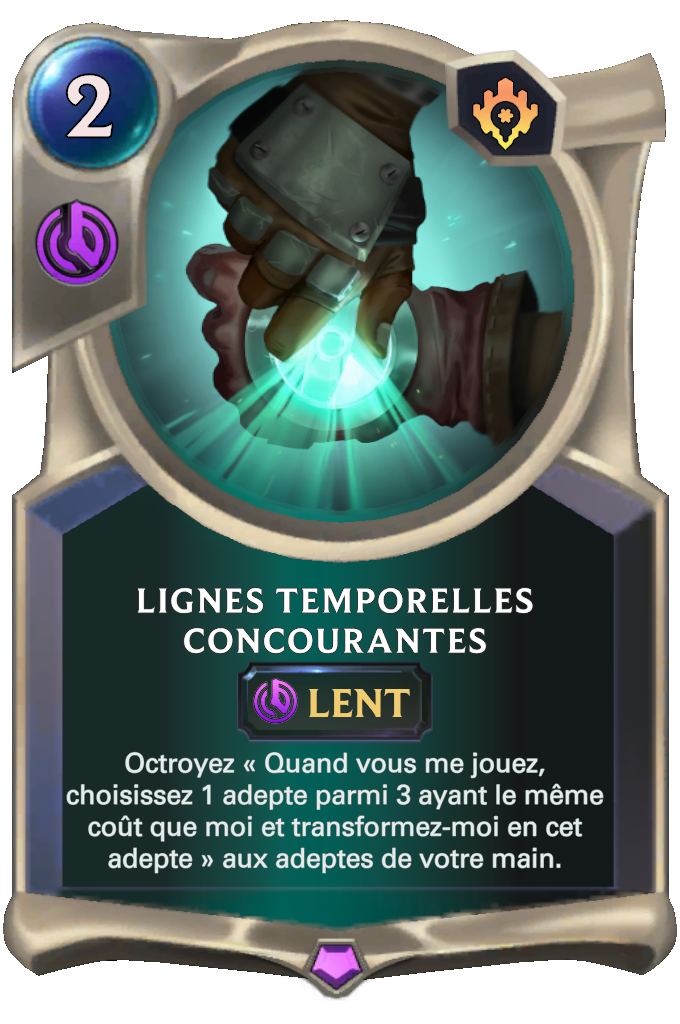 2
LIGNES TEMPORELLES
CONCOURANTES
LENT
Octroyez « Quand vous me jouez,
choisissez 1 adepte parmi 3 ayant le même
coût que moi et transformez-moi en cet
adepte » aux adeptes de votre main.